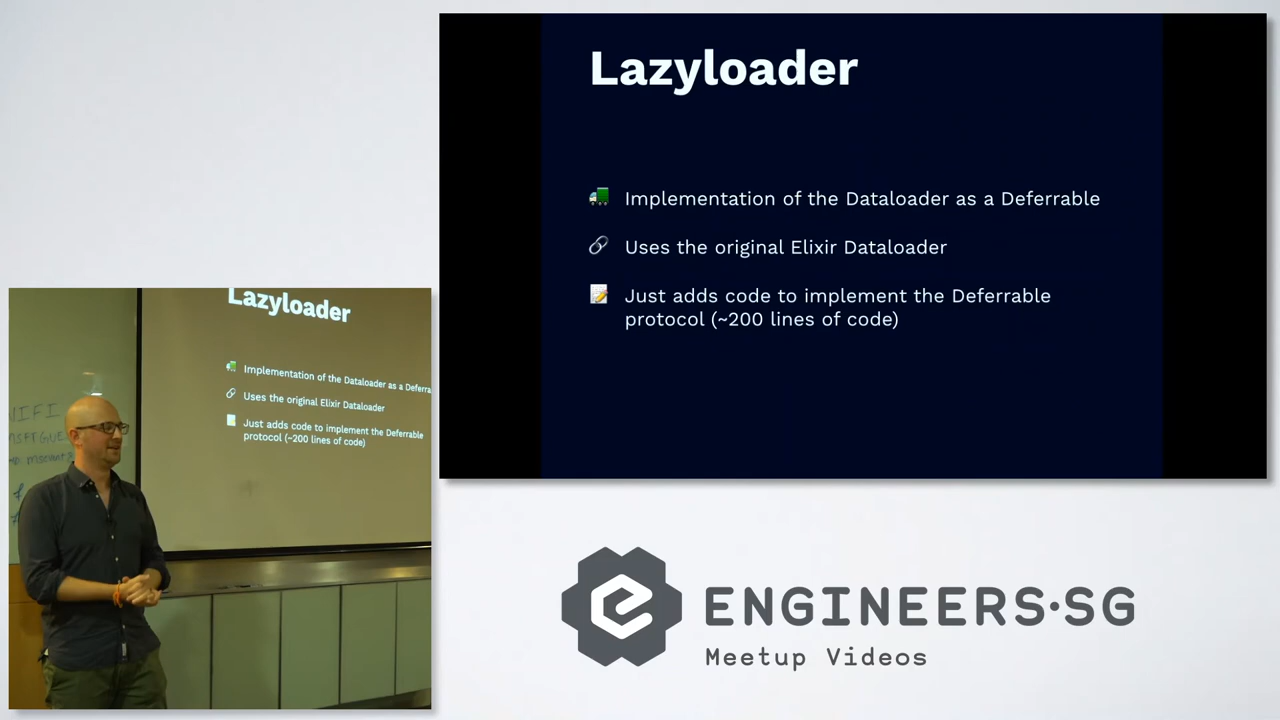 Lazyloader
Implementation of the Dataloader as a Deferrable
Uses the original Elixir Dataloader
Just adds code to implement the Deferrable
protocol (~200 lines of code)
Lazyloader
Implementation of the Dataloader as a Deferra
Uses the original Elixir Dataloader
Just adds code to implement the Deferrable
protocol (~200 lines of code)
ENGINEERS·SG
Meetup Videos